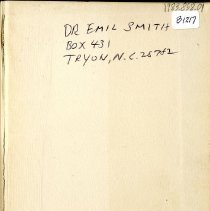 B1217
DR EMIL SMITH
BOX 431
TRYON, N.C. 28782